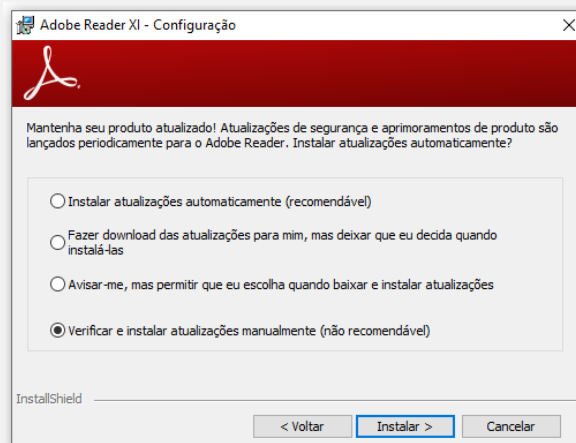 Adobe Reader XI - Configuração
Mantenha seu produto atualizado! Atualizações de segurança e aprimoramentos de produto são
lançados periodicamente para o Adobe Reader. Instalar atualizações automaticamente?
Instalar atualizações automaticamente (recomendável)
Fazer download das atualizações para mim, mas deixar que eu decida quando
instalá-las
Avisar-me, mas permitir que eu escolha quando baixar e instalar atualizações
Verificar e instalar atualizações manualmente (não recomendável)
InstallShield
< Voltar
Instalar >
Cancelar